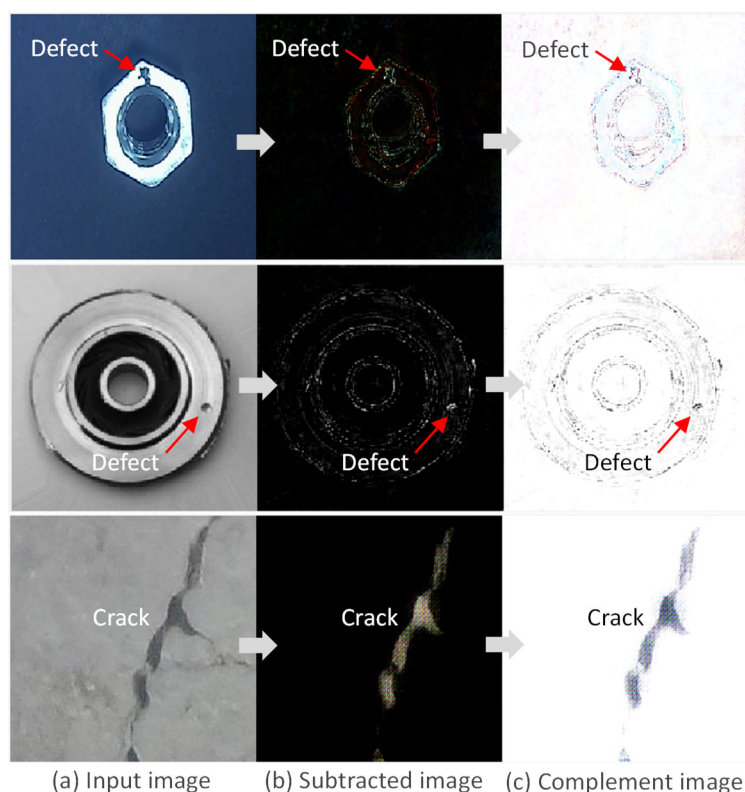 Defect
Defect
Defect
Defect
Defect
Defect
Crack
Crack
Crack
(a) Input image
(b) Subtracted image
(c) Complement image